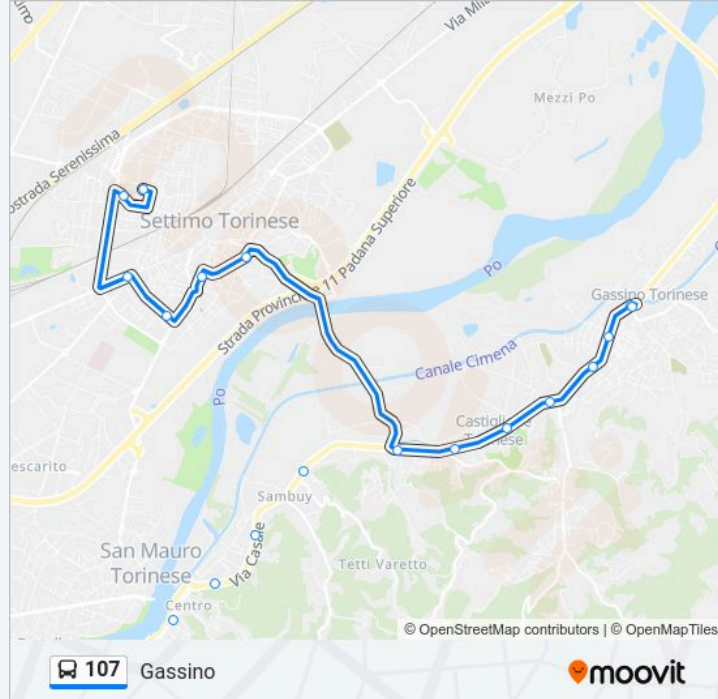 Via Mile
Mezzi Po
ostrada Serenissima
Settimo Torinese
Strada Provinciale 11 Padana Superiore
Po
Gassino Torinese
Canale Cimena
Po
Castiglione
Torinese
escarito
Sambuy
San Mauro
Torinese
Via Casale
Tetti Varetto
Centro
© OpenStreetMap contributors | © OpenMapTiles
107 Gassino
moovit